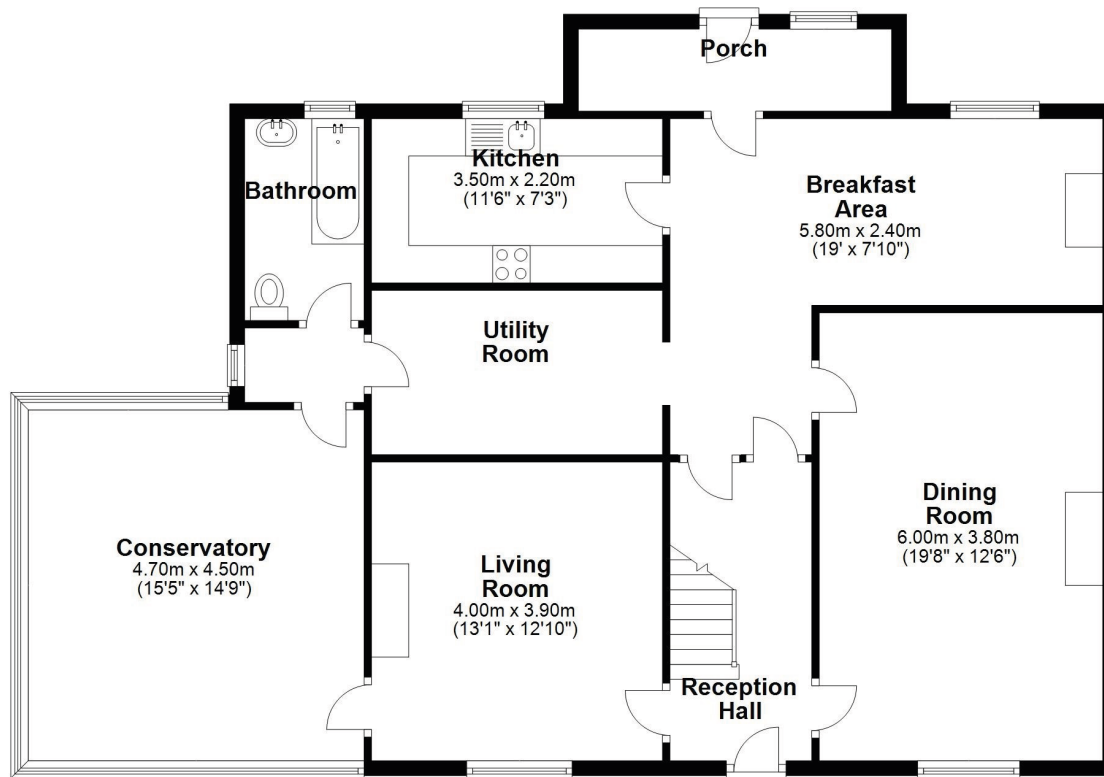 Porch
Kitchen
3.50m x 2.20m
(11'6" x 7'3")
Bathroom
Breakfast
Area
5.80m x 2.40m
(19' x 7'10")
Utility
Room
Conservatory
4.70m x 4.50m
(15'5" x 14'9")
Living
Room
4.00m x 3.90m
(13'1" x 12'10")
Dining
Room
6.00m x 3.80m
(19'8" x 12'6")
Reception
Hall